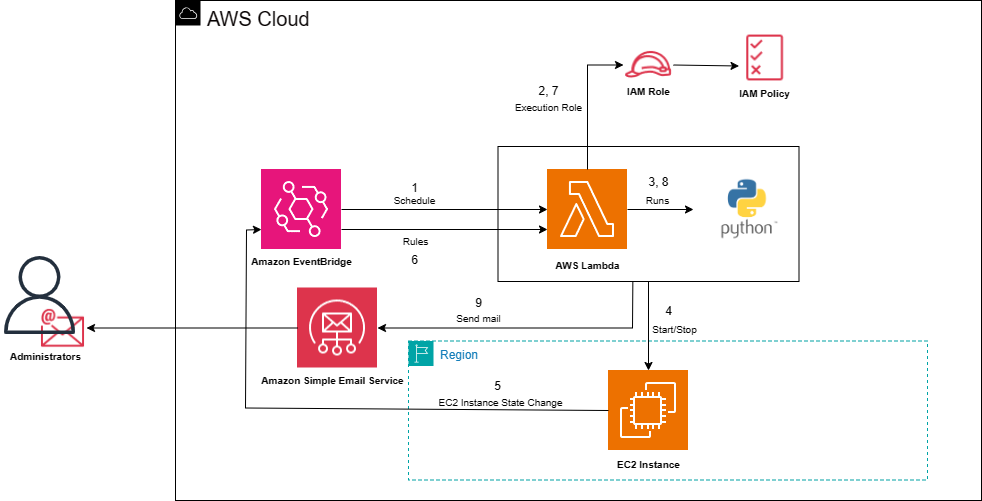 AWS Cloud
IAM Role
IAM Policy
2, 7
Execution Role
1
Schedule
3, 8
Runs
python™
Rules
6
Amazon EventBridge
AWS Lambda
@
Administrators
9
Send mail
4
Start/Stop
Amazon Simple Email Service
Region
5
EC2 Instance State Change
EC2 Instance